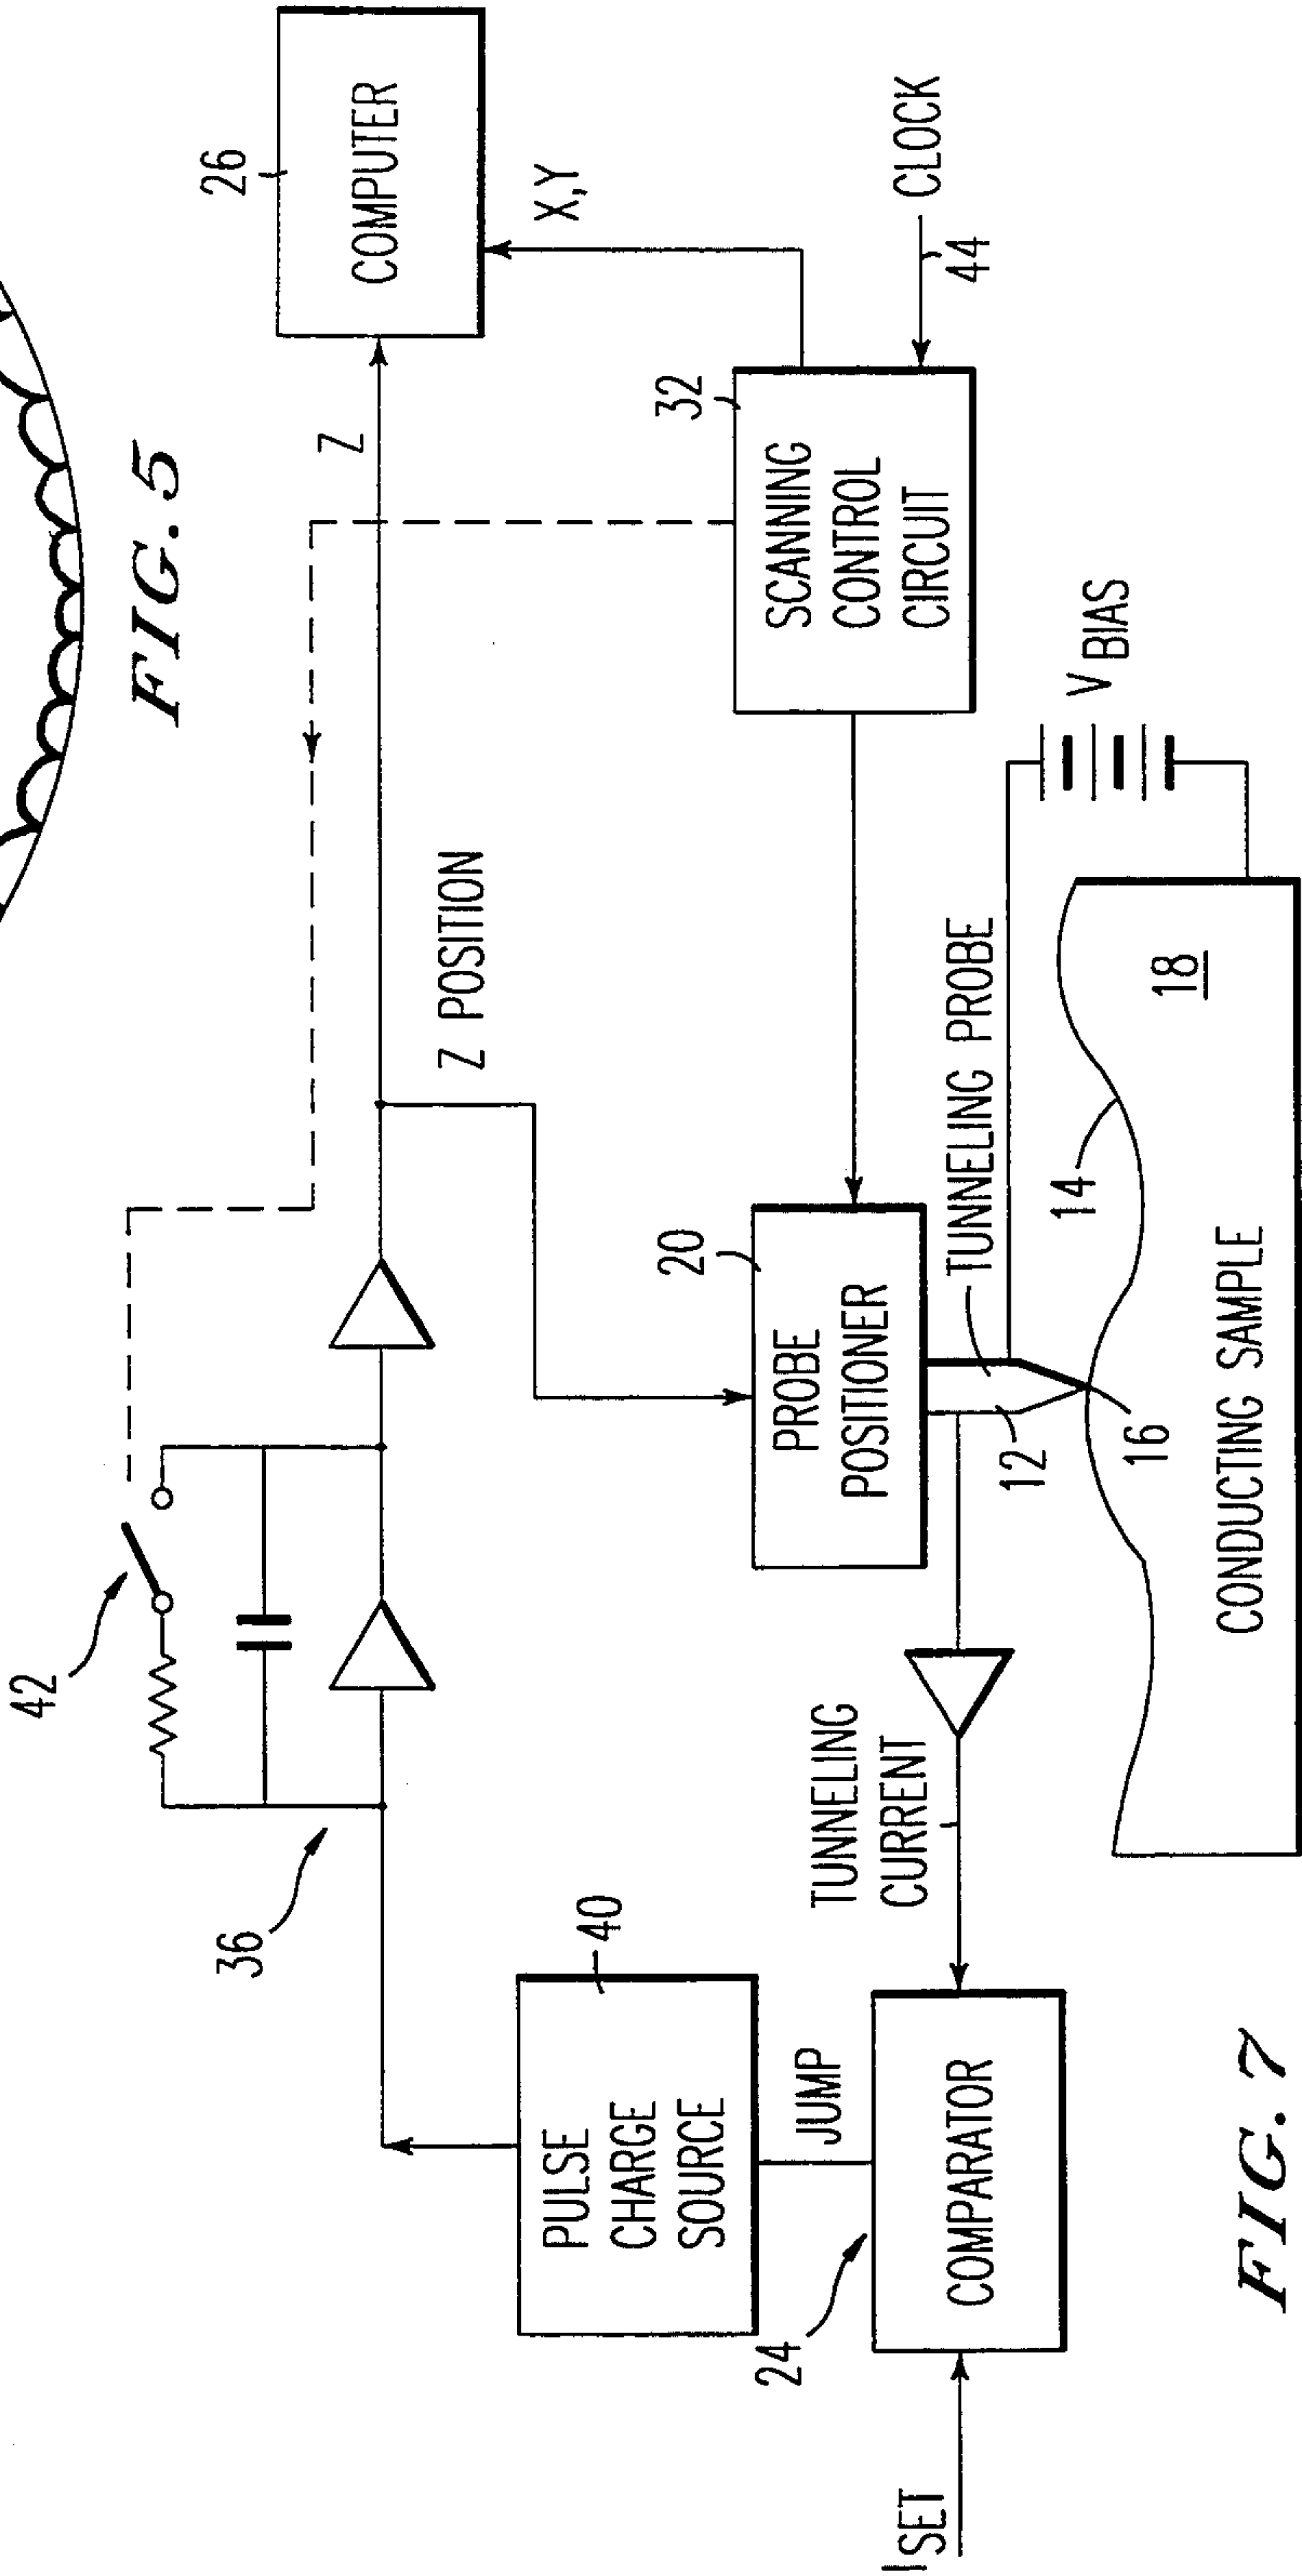 FIG. 5
42
36
26
COMPUTER
Z
X,Y
Z POSITION
40
PULSE
CHARGE
SOURCE
JUMP
24
COMPARATOR
I SET
TUNNELING
CURRENT
20
PROBE
POSITIONER
12
TUNNELING PROBE
16
14
18
CONDUCTING SAMPLE
V BIAS
32
SCANNING
CONTROL
CIRCUIT
CLOCK
44
FIG. 7